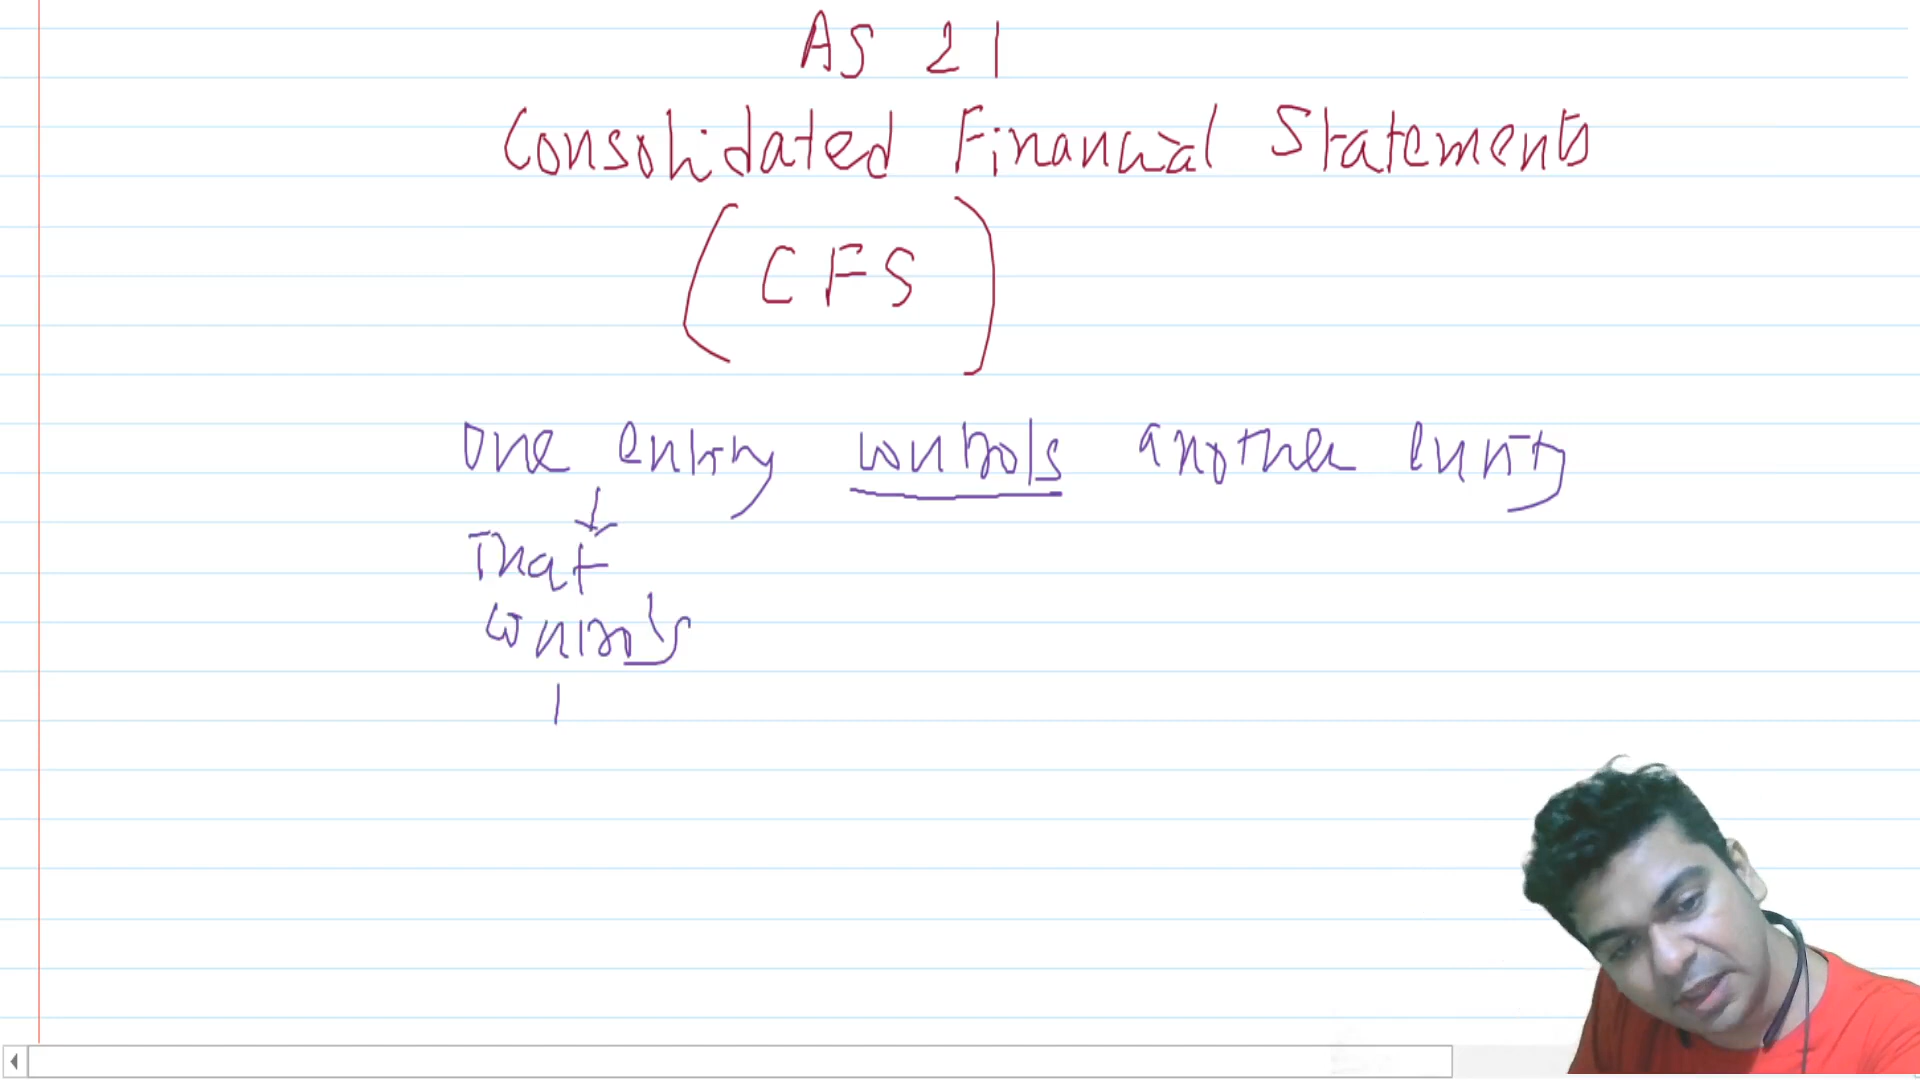 AS 21
Consolidated Financial Statements
(CFS)
One entity controls another entity
That
controls